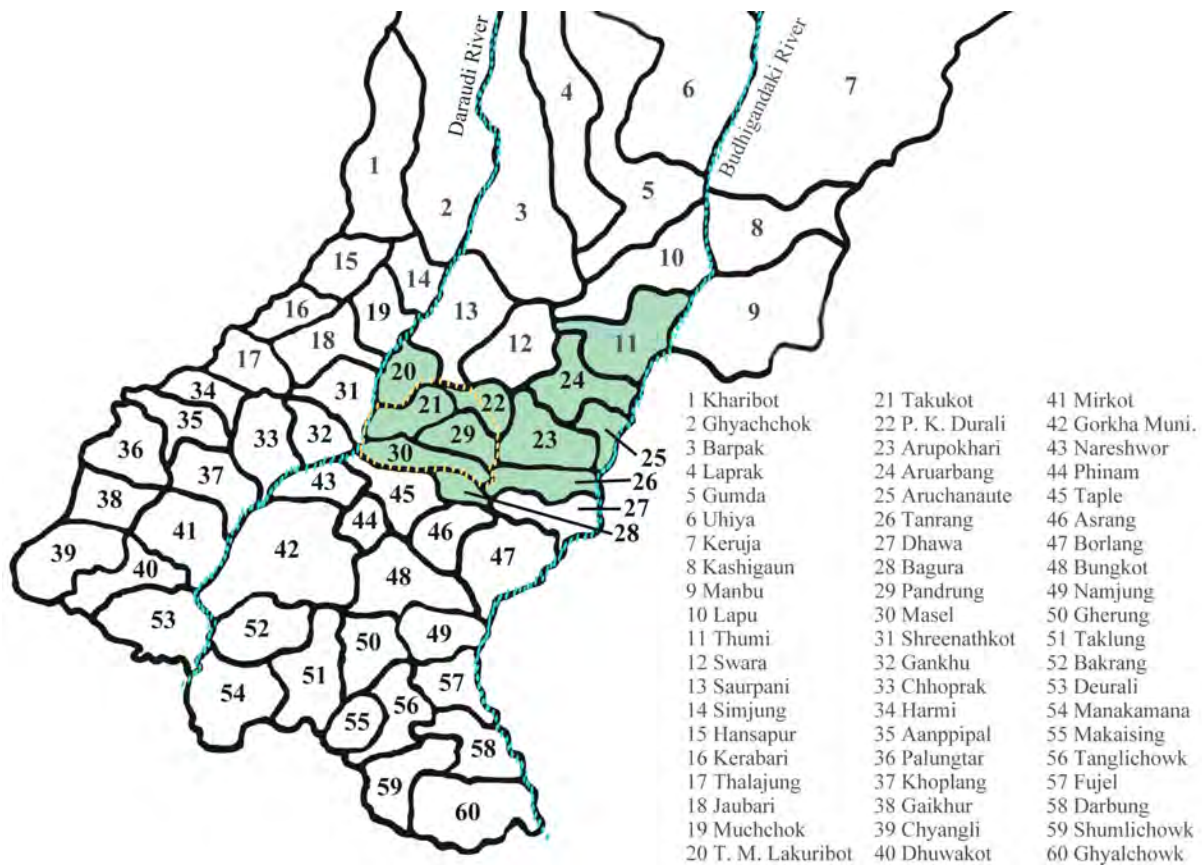 Daraudi River
Budhigandaki River
6
7
4
1
5
2
3
8
10
15
14
9
16
19
13
18
12
11
17
20
24
34
31
21
22
35
36
33
32
29
23
25
30
37
43
45
26
38
27
44
46
28
41
42
47
39
40
48
53
52
50
49
51
57
54
56
55
58
59
60
1 Kharibot
2 Ghyachchok
3 Barpak
4 Laprak
5 Gumda
6 Uhiya
7 Keruja
8 Kashigaun
9 Manbu
10 Lapu
11 Thumi
12 Swara
13 Saurpani
14 Simjung
15 Hansapur
16 Kerabari
17 Thalajung
18 Jaubari
19 Muchchok
20 T. M. Lakuribot
21 Takukot
22 P. K. Durali
23 Arupokhari
24 Aruarbang
25 Aruchanaute
26 Tanrang
27 Dhawa
28 Bagura
29 Pandrung
30 Masel
31 Shreenathkot
32 Gankhu
33 Chhoprak
34 Harmi
35 Aanppipal
36 Palungtar
37 Khoplang
38 Gaikhur
39 Chyangli
40 Dhuwakot
41 Mirkot
42 Gorkha Muni.
43 Nareshwor
44 Phinam
45 Taple
46 Asrang
47 Borlang
48 Bungkot
49 Namjung
50 Gherung
51 Taklung
52 Bakrang
53 Deurali
54 Manakamana
55 Makaising
56 Tanglichowk
57 Fujel
58 Darbung
59 Shumlichowk
60 Ghyalchowk